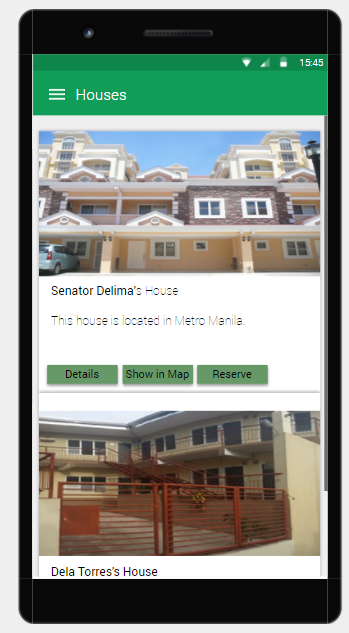 15:45
Houses
Senator Delima's House
This house is located in Metro Manila.
Details Show in Map Reserve
Dela Torres's House